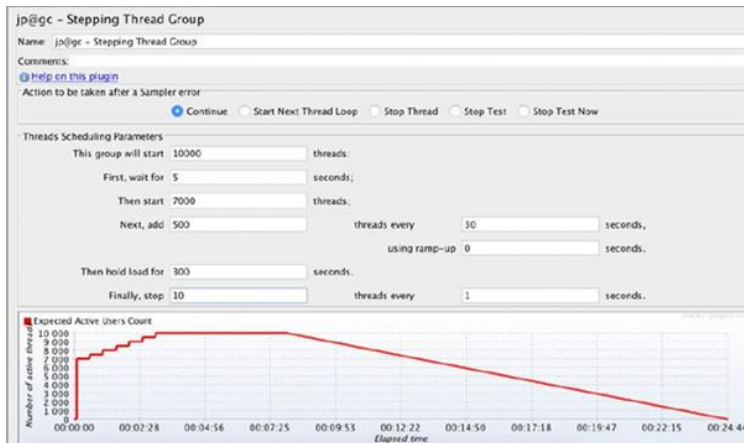 jp@gc - Stepping Thread Group
Name: jp@gc - Stepping Thread Group
Comments:
Help on this plugin
Action to be taken after a Sampler error
Continue Start Next Thread Loop Stop Thread Stop Test Stop Test Now
Threads Scheduling Parameters
This group will start 10000 threads:
First, wait for 5 seconds;
Then start 7000 threads;
Next, add 500 threads every 30 seconds,
using ramp-up 0 seconds.
Then hold load for 300 seconds.
Finally, stop 10 threads every 1 seconds.
Expected Active Users Count
Number of active thread
10 000
9 000
8 000
7 000
6 000
5 000
4 000
3 000
2 000
1 000
0
00:00:00 00:02:28 00:04:56 00:07:25 00:09:53 00:12:22 00:14:50 00:17:18 00:19:47 00:22:15 00:24:4
Elapsed time